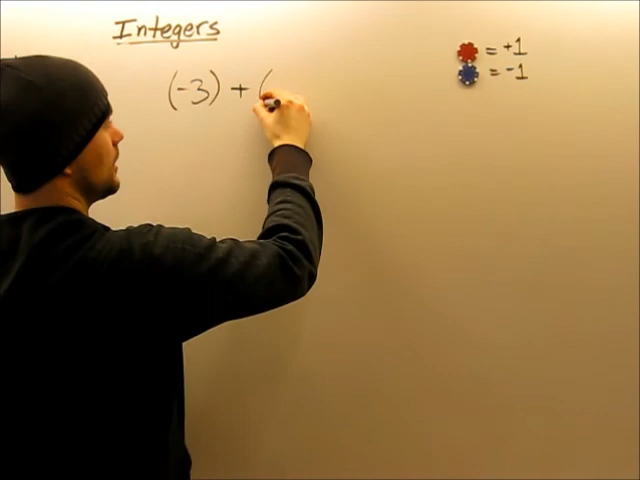 Integers
(-3) + (
= +1
= -1